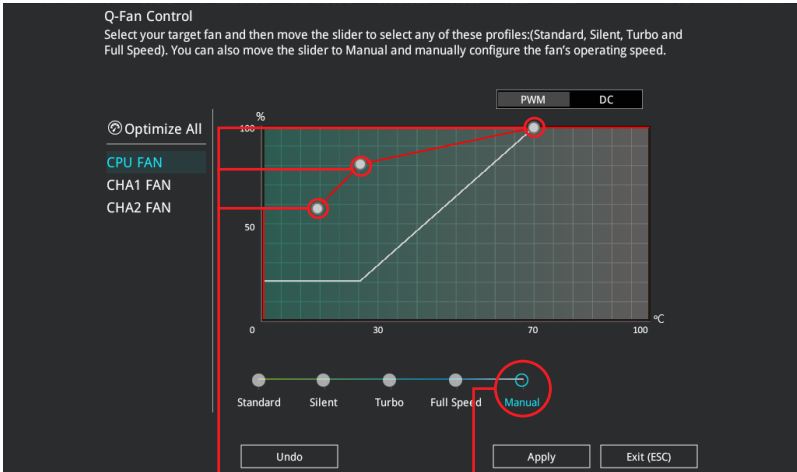 Q-Fan Control
Select your target fan and then move the slider to select any of these profiles:(Standard, Silent, Turbo and
Full Speed). You can also move the slider to Manual and manually configure the fan's operating speed.
PWM
DC
%
Optimize All
100
CPU FAN
CHA1 FAN
CHA2 FAN
50
ºC
0
30
70
100
Standard
Silent
Turbo
Full Speed
Manual
Undo
Apply
Exit (ESC)